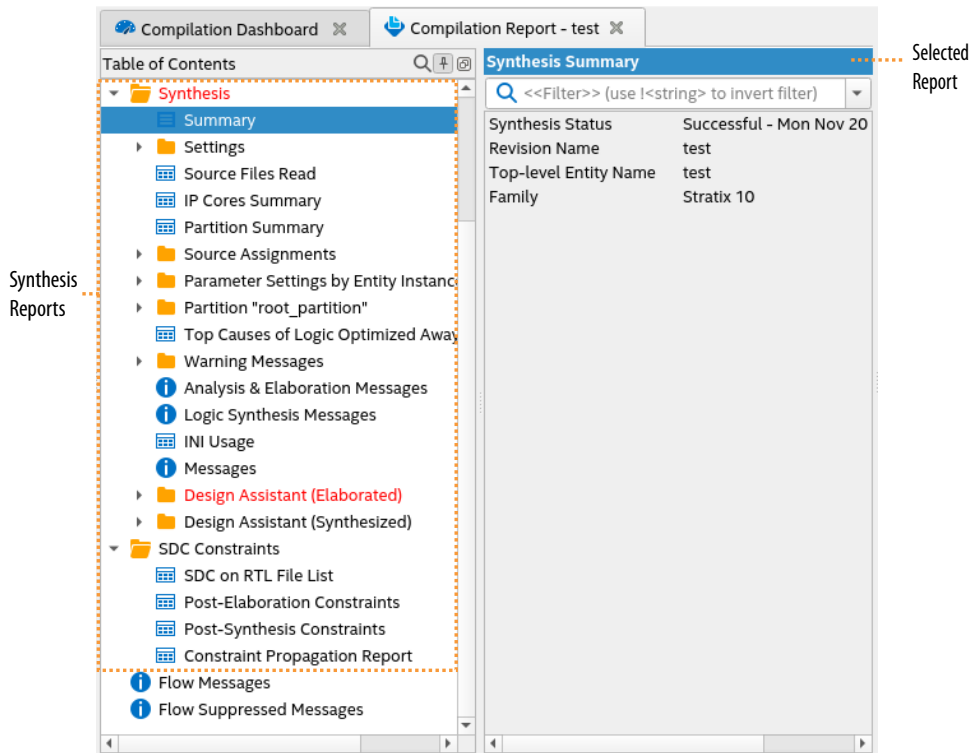 Compilation Dashboard
Compilation Report - test
Table of Contents
Synthesis
Summary
Settings
Source Files Read
IP Cores Summary
Partition Summary
Source Assignments
Parameter Settings by Entity Instanc
Partition "root_partition"
Top Causes of Logic Optimized Away
Warning Messages
Analysis & Elaboration Messages
Logic Synthesis Messages
INI Usage
Messages
Design Assistant (Elaborated)
Design Assistant (Synthesized)
SDC Constraints
SDC on RTL File List
Post-Elaboration Constraints
Post-Synthesis Constraints
Constraint Propagation Report
Flow Messages
Flow Suppressed Messages
Synthesis Summary
<<Filter>> (use !<string> to invert filter)
Synthesis Status Successful - Mon Nov 20
Revision Name test
Top-level Entity Name test
Family Stratix 10
Selected
Report
Synthesis
Reports